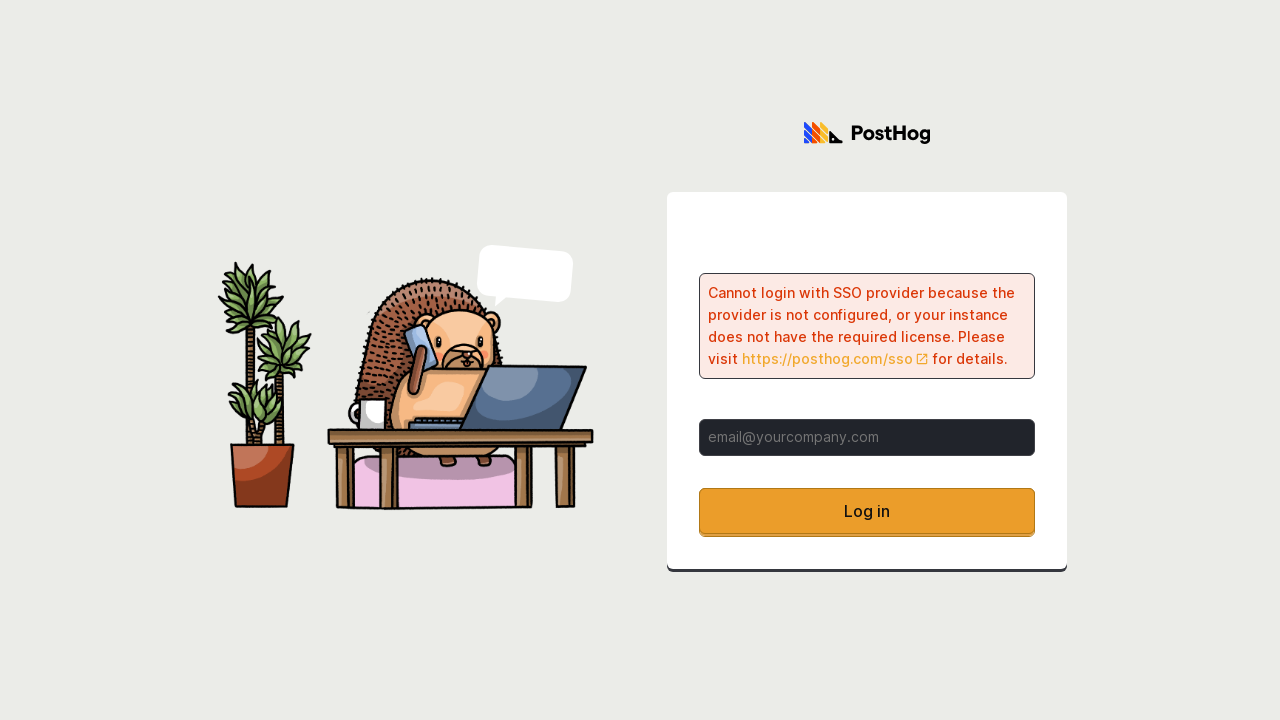 PostHog
Cannot login with SSO provider because the
provider is not configured, or your instance
does not have the required license. Please
visit https://posthog.com/sso for details.
email@yourcompany.com
Log in